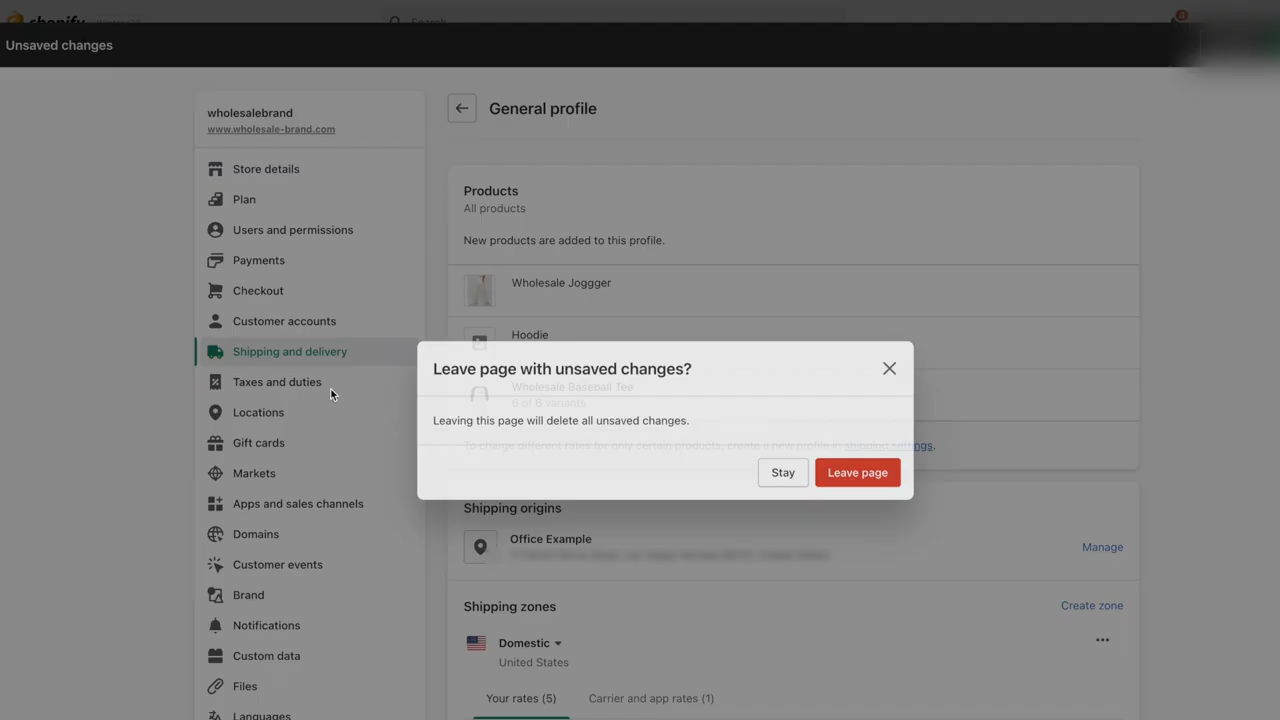 shopify
Search
4
Unsaved changes
wholesalebrand
www.wholesale-brand.com
Store details
Plan
Users and permissions
Payments
Checkout
Customer accounts
Shipping and delivery
Taxes and duties
Locations
Gift cards
Markets
Apps and sales channels
Domains
Customer events
Brand
Notifications
Custom data
Files
Languages
General profile
Products
All products
New products are added to this profile.
Wholesale Joggger
Hoodie
Leave page with unsaved changes?
Wholesale Baseball Tee
6 of 6 variants
Leaving this page will delete all unsaved changes.
To charge different rates for only certain products, create a new profile in shipping settings.
Stay
Leave page
Shipping origins
Office Example
Manage
Shipping zones
Create zone
Domestic
United States
Your rates (5)
Carrier and app rates (1)